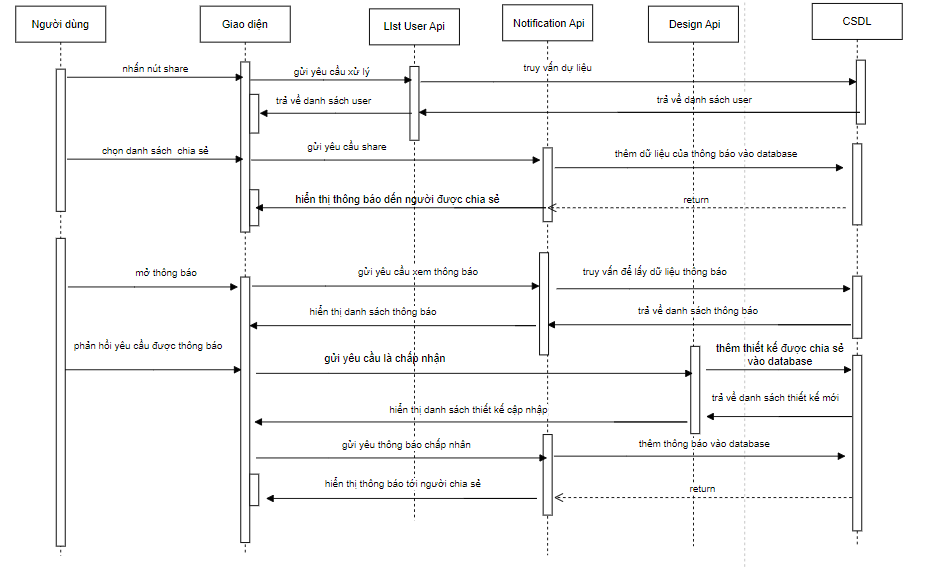 Người dùng
Giao diện
LIst User Api
Notification Api
Design Api
CSDL
nhấn nút share
gửi yêu cầu xử lý
truy vấn dự liệu
trả về danh sách user
trả về danh sách user
chọn danh sách chia sẻ
gửi yêu cầu share
thêm dữ liệu của thông báo vào database
hiển thị thông báo dến người được chia sẻ
return
mở thông báo
gửi yêu cầu xem thông báo
truy vấn để lấy dữ liệu thông báo
hiển thị danh sách thông báo
trả về danh sách thông báo
phản hồi yêu cầu được thông báo
gửi yêu cầu là chấp nhận
thêm thiết kế được chia sẻ
vào database
trả về danh sách thiết kế mới
hiển thị danh sách thiết kế cập nhập
gửi yêu thông báo chấp nhân
thêm thông báo vào database
hiển thị thông báo tới người chia sẻ
return